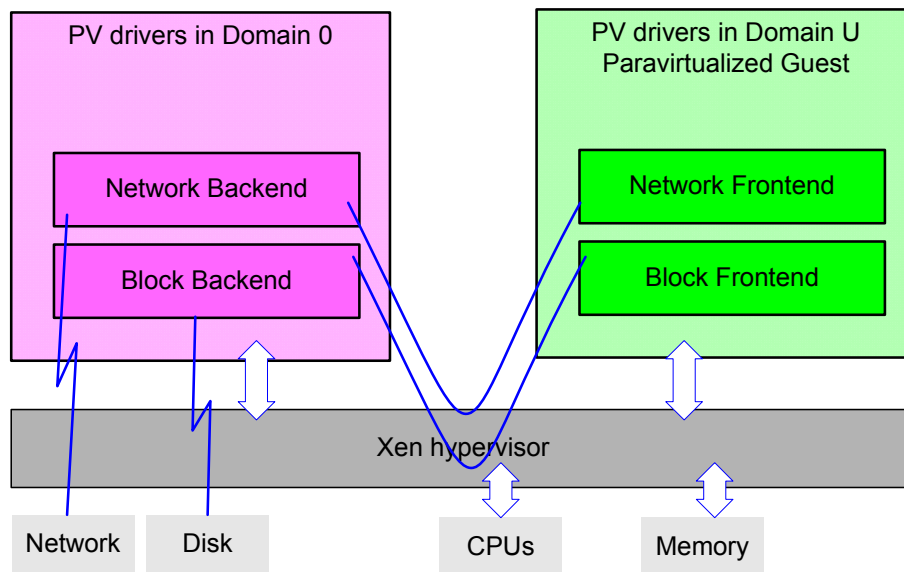 PV drivers in Domain 0
PV drivers in Domain U
Paravirtualized Guest
Network Backend
Network Frontend
Block Backend
Block Frontend
Xen hypervisor
Network
Disk
CPUs
Memory